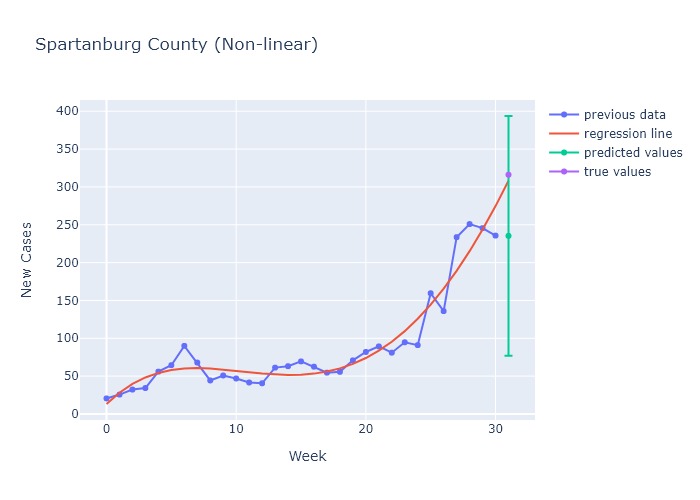 Spartanburg County (Non-linear)
400
350
300
250
200
150
100
50
0
New Cases
0
10
20
30
Week
previous data
regression line
predicted values
true values